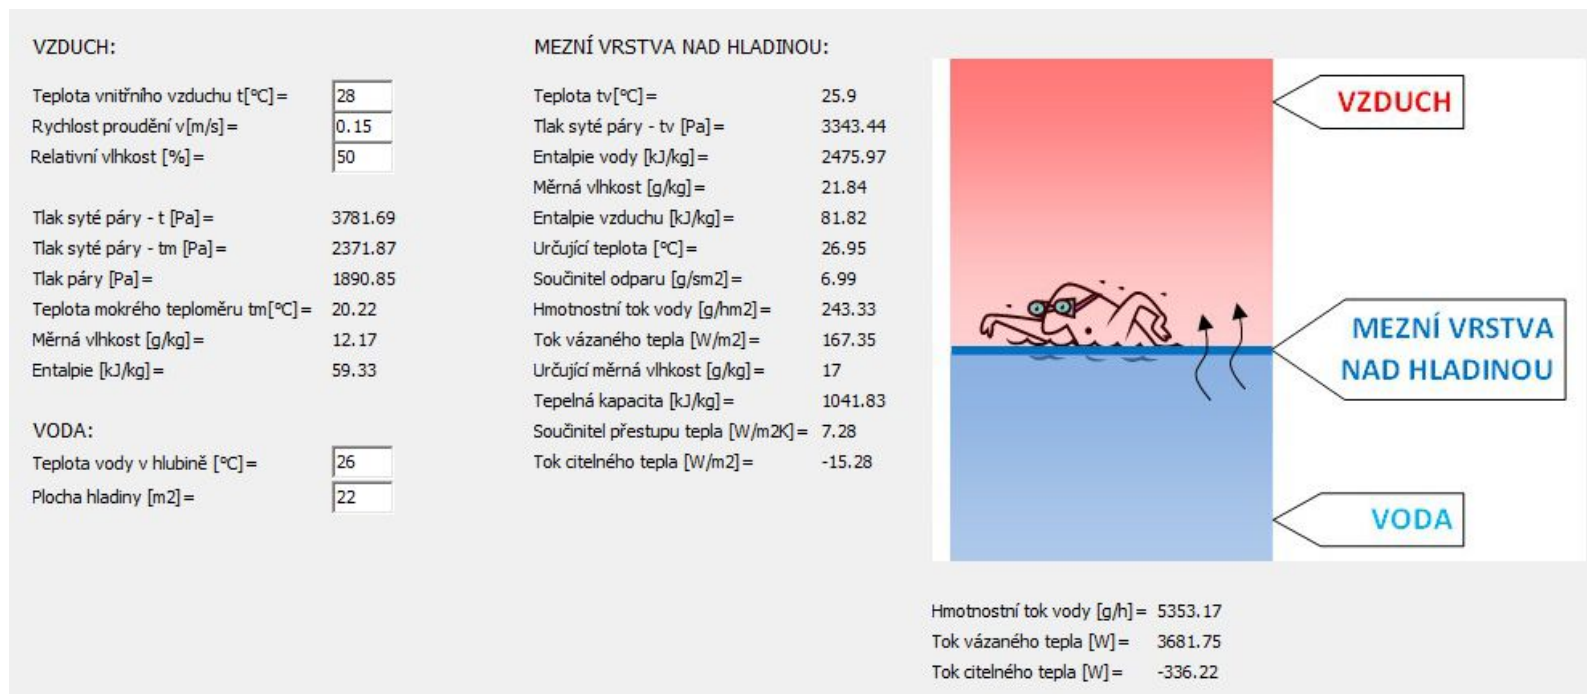 VZDUCH:
Teplota vnitřního vzduchu t[°C]= 28
Rychlost proudění v[m/s]= 0.15
Relativní vlhkost [%]= 50
Tlak syté páry - t [Pa]= 3781.69
Tlak syté páry - tm [Pa]= 2371.87
Tlak páry [Pa]= 1890.85
Teplota mokrého teploměru tm[°C]= 20.22
Měrná vlhkost [g/kg]= 12.17
Entalpie [kJ/kg]= 59.33
VODA:
Teplota vody v hlubině [°C]= 26
Plocha hladiny [m2]= 22
MEZNÍ VRSTVA NAD HLADINOU:
Teplota tv[°C]= 25.9
Tlak syté páry - tv [Pa]= 3343.44
Entalpie vody [kJ/kg]= 2475.97
Měrná vlhkost [g/kg]= 21.84
Entalpie vzduchu [kJ/kg]= 81.82
Určující teplota [°C]= 26.95
Součinitel odparu [g/sm2]= 6.99
Hmotnostní tok vody [g/hm2]= 243.33
Tok vázaného tepla [W/m2]= 167.35
Určující měrná vlhkost [g/kg]= 17
Tepelná kapacita [kJ/kg]= 1041.83
Součinitel přestupu tepla [W/m2K]= 7.28
Tok citelného tepla [W/m2]= -15.28
VZDUCH
MEZNÍ VRSTVA
NAD HLADINOU
VODA
Hmotnostní tok vody [g/h]= 5353.17
Tok vázaného tepla [W]= 3681.75
Tok citelného tepla [W]= -336.22